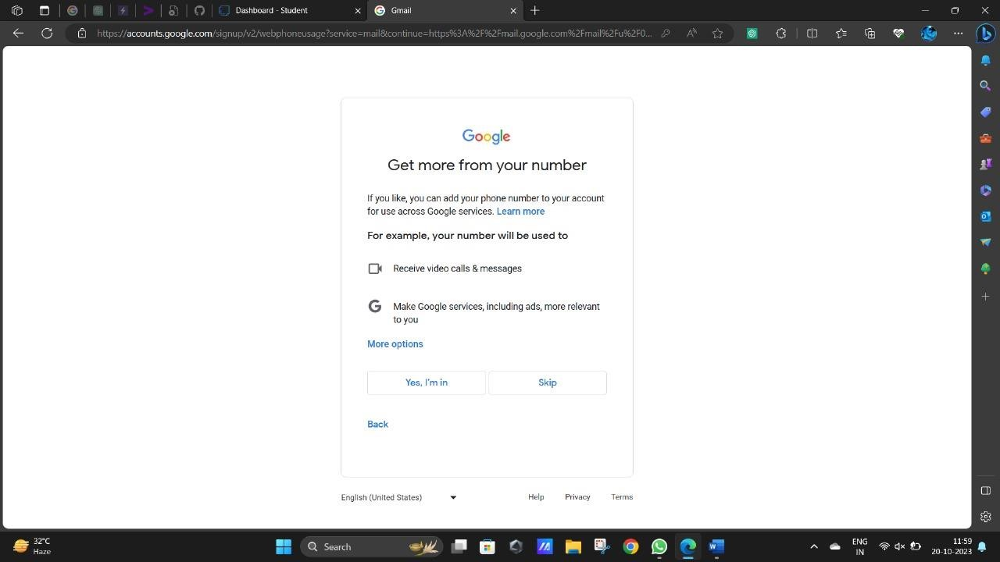 Dashboard - Student
Gmail
https://accounts.google.com/signup/v2/webphoneusage?service=mail&continue=https%3A%2F%2Fmail.google.com%2Fmail%2Fu%2F0...
Google
Get more from your number
If you like, you can add your phone number to your account
for use across Google services. Learn more
For example, your number will be used to
Receive video calls & messages
Make Google services, including ads, more relevant
to you
More options
Yes, I'm in
Skip
Back
English (United States)
Help
Privacy
Terms
32°C
Haze
Search
ENG
IN
11:59
20-10-2023